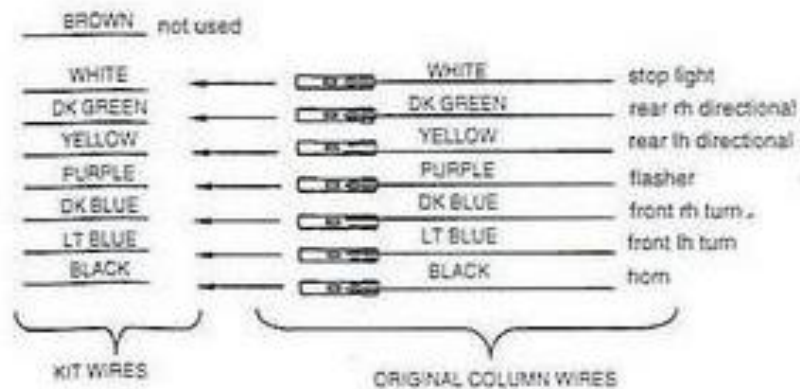 BROWN not used
WHITE WHITE stop light
DK GREEN DK GREEN rear rh directional
YELLOW YELLOW rear lh directional
PURPLE PURPLE flasher
DK BLUE DK BLUE front rh turn
LT BLUE LT BLUE front lh turn
BLACK BLACK horn
KIT WIRES ORIGINAL COLUMN WIRES